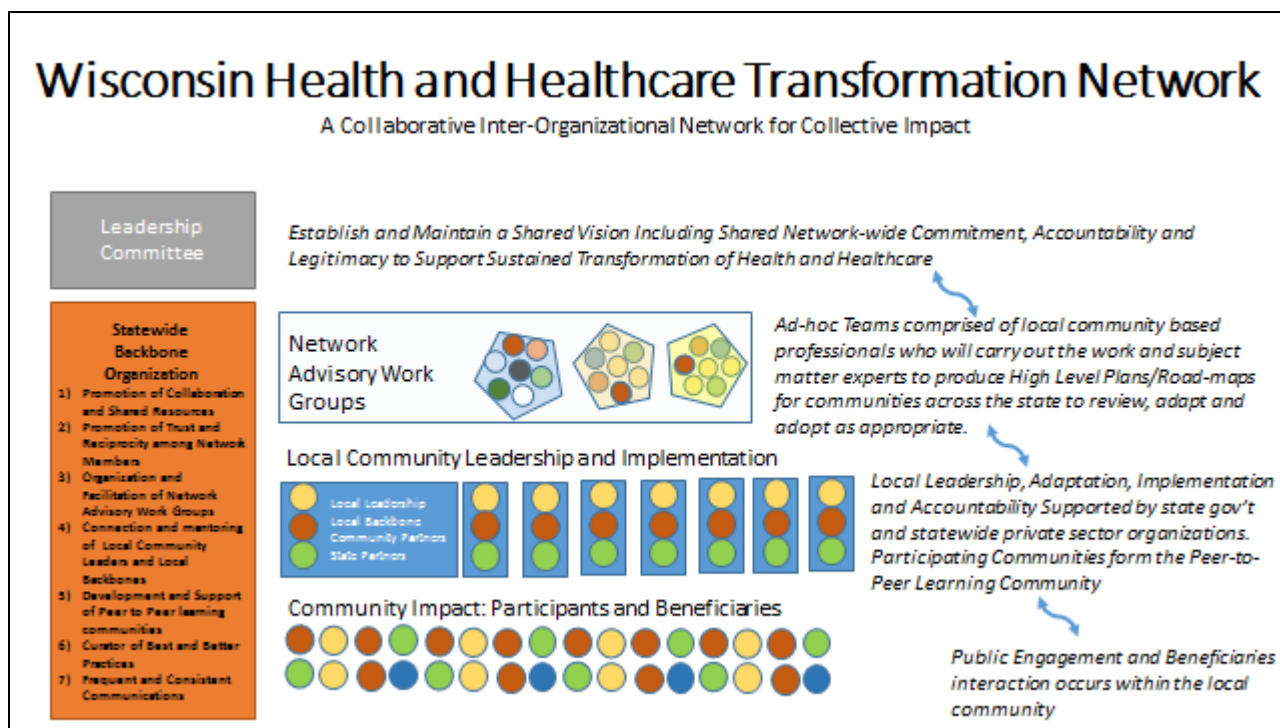 Wisconsin Health and Healthcare Transformation Network
A Collaborative Inter-Organizational Network for Collective Impact
Leadership
Committee
Establish and Maintain a Shared Vision Including Shared Network-wide Commitment, Accountability and
Legitimacy to Support Sustained Transformation of Health and Healthcare
Statewide
Backbone
Organization
1) Promotion of Collaboration
and Shared Resources
2) Promotion of Trust and
Reciprocity among Network
Members
3) Organization and
Facilitation of Network
Advisory Work Groups
4) Connection and mentoring
of Local Community
Leaders and Local
Backbones
5) Development and Support
of Peer to Peer learning
communities
6) Curator of Best and Better
Practices
7) Frequent and Consistent
Communications
Network
Advisory Work
Groups
Ad-hoc Teams comprised of local community based
professionals who will carry out the work and subject
matter experts to produce High Level Plans/Road-maps
for communities across the state to review, adapt and
adopt as appropriate.
Local Community Leadership and Implementation
Local Leadership
Local Backbone
Community Partners
State Partners
Local Leadership, Adaptation, Implementation
and Accountability Supported by state gov't
and statewide private sector organizations.
Participating Communities form the Peer-to-
Peer Learning Community
Community Impact: Participants and Beneficiaries
Public Engagement and Beneficiaries
interaction occurs within the local
community